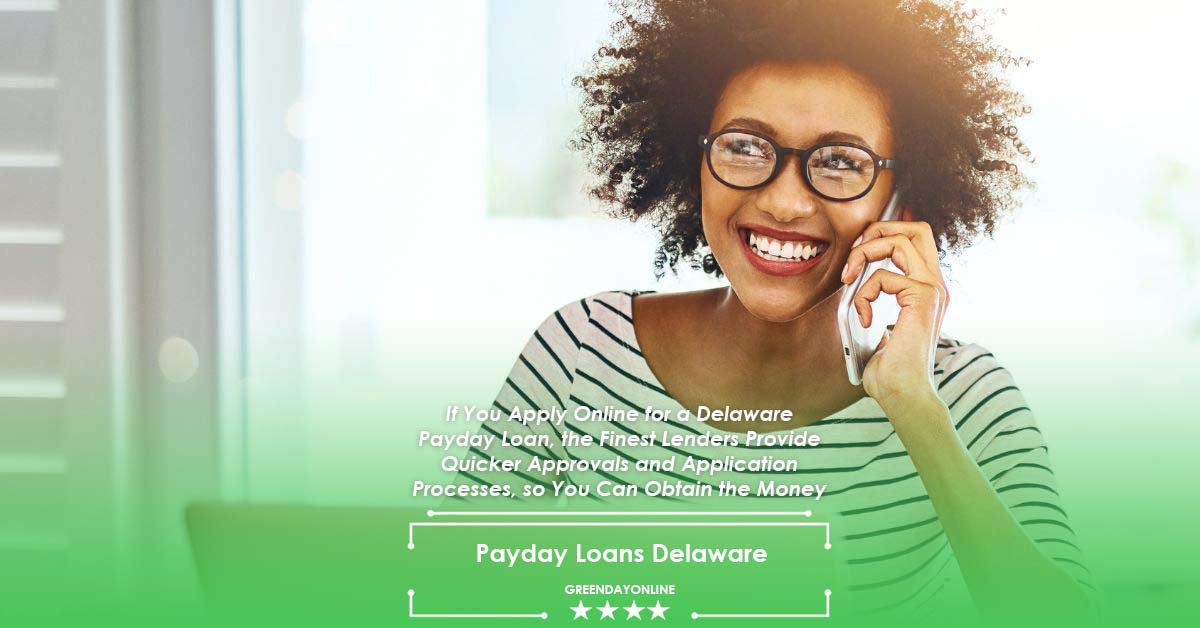 If You Apply Online for a Delaware
Payday Loan, the Finest Lenders Provide
Quicker Approvals and Application
Processes, so You Can Obtain the Money
Payday Loans Delaware
GREENDAYONLINE